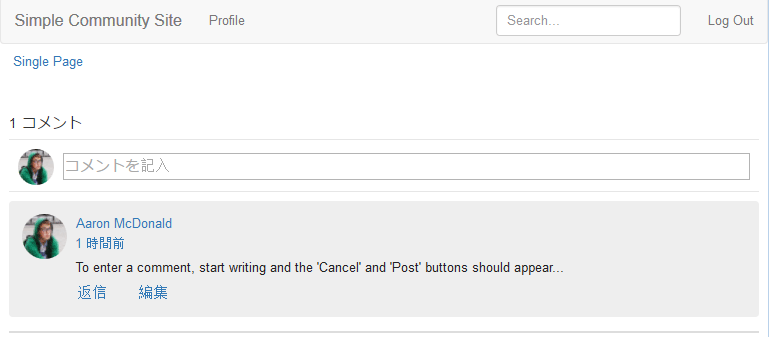 Simple Community Site Profile Search... Log Out
Single Page
1 コメント
コメントを記入
Aaron McDonald
1 時間前
To enter a comment, start writing and the 'Cancel' and 'Post' buttons should appear...
返信 編集